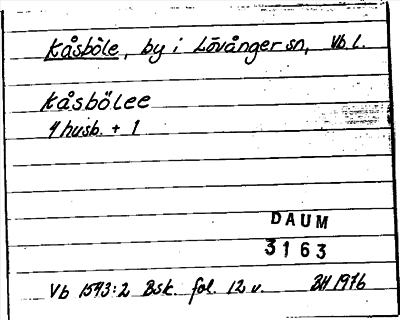 Kåsböle, by i Lövånger sn, Vb l.
Kåsbölee
4 husb. + 1
DAUM
3163
Vb 1543:2 Bsk. fol. 12 v. BH 1976